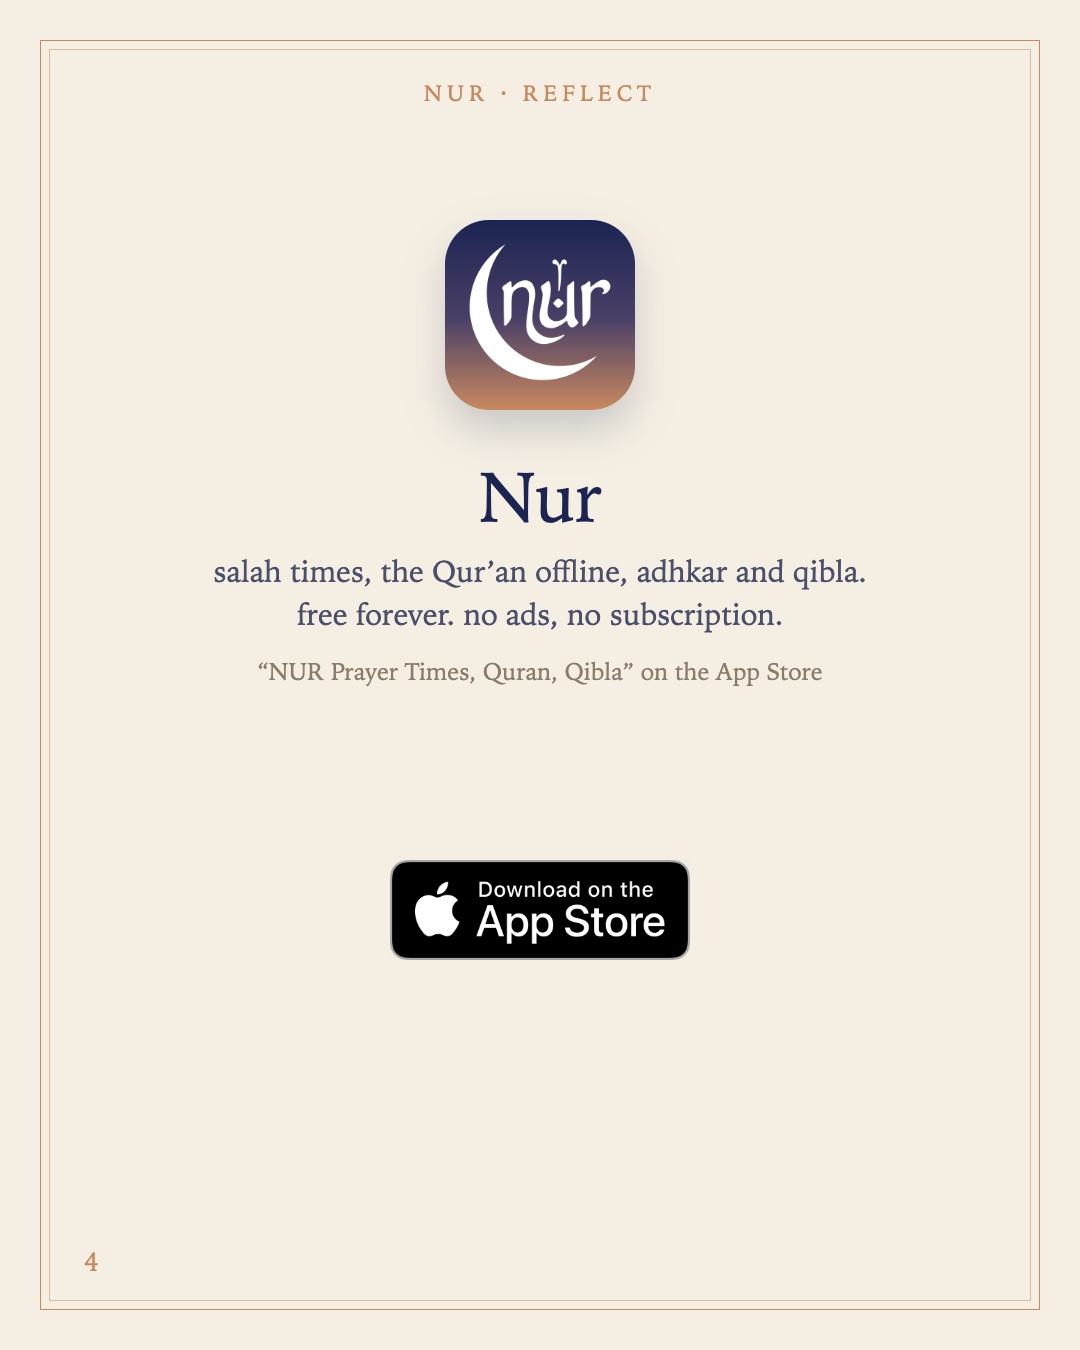 NUR · REFLECT
nur
Nur
salah times, the Qur’an offline, adhkar and qibla.
free forever. no ads, no subscription.
“NUR Prayer Times, Quran, Qibla” on the App Store
Download on the
App Store
4